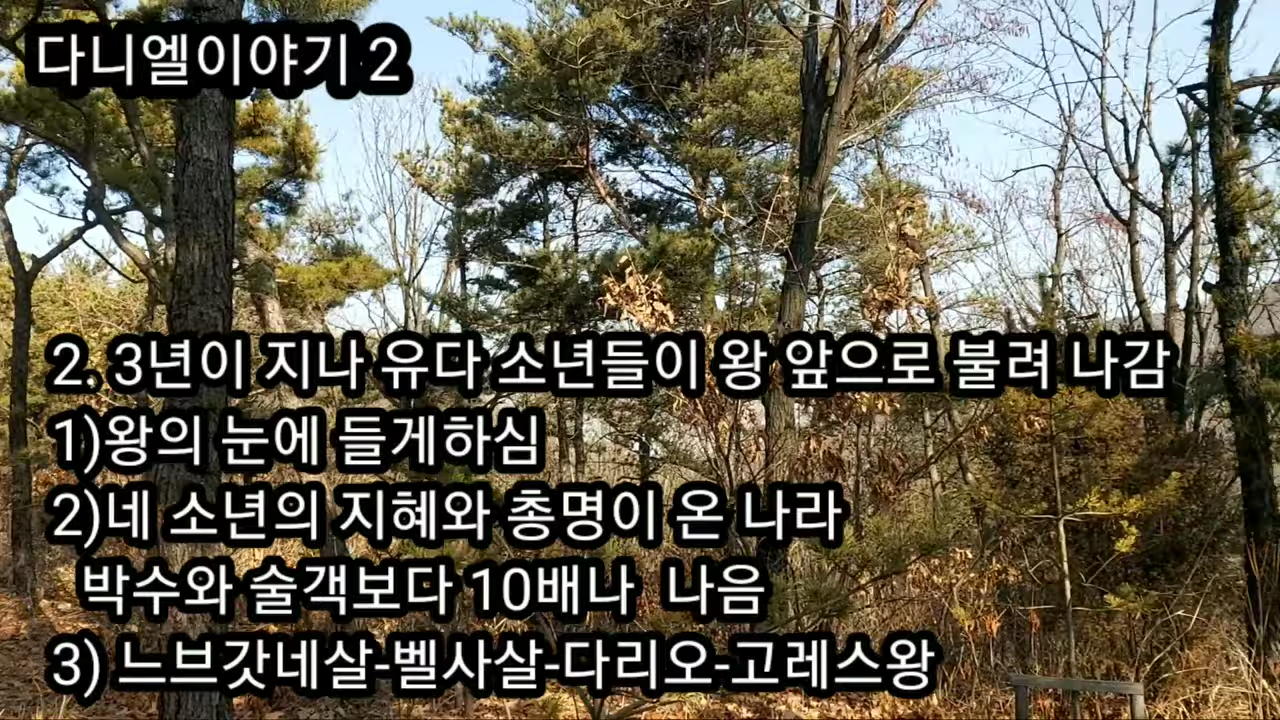 다니엘이야기 2
2. 3년이 지나 유다 소년들이 왕 앞으로 불려 나감
1)왕의 눈에 들게하심
2)네 소년의 지혜와 총명이 온 나라
박수와 술객보다 10배나 나음
3) 느브갓네살-벨사살-다리오-고레스왕